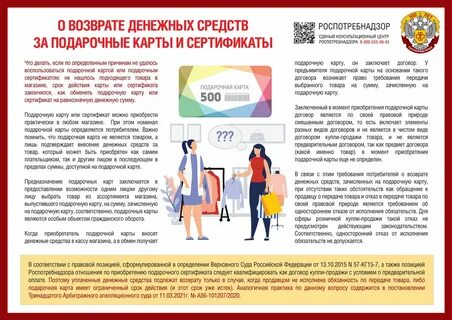 О ВОЗВРАТЕ ДЕНЕЖНЫХ СРЕДСТВ
ЗА ПОДАРОЧНЫЕ КАРТЫ И СЕРТИФИКАТЫ
РОСПОТРЕБНАДЗОР
ЕДИНЫЙ КОНСУЛЬТАЦИОННЫЙ ЦЕНТР
РОСПОТРЕБНАДЗОРА 8-800-555-49-43
Что делать, если по определенным причинам не удалось
воспользоваться подарочной картой или подарочным
сертификатом: не нашлось подходящего товара в
магазине, срок действия карты или сертификата
закончился, как обменять подарочную карту или
сертификат на равнозначную денежную сумму.
Подарочную карту или сертификат можно приобрести
практически в любом магазине. При этом номинал
подарочной карты определяется потребителем. Важно
помнить, что подарочная карта не является товаром, а
лишь подтверждает внесение денежных средств за
товар, который может быть приобретен как самим
плательщиком, так и другим лицом в последующем в
пределах суммы, доступной на подарочной карте.
Предназначение подарочных карт заключается в
предоставлении возможности одним лицом другому
лицу выбрать товар из ассортимента магазина
выпустившего подарочную карту, на сумму, зачисленную
на подарочную карту, соответственно, подарочные карты
являются особым объектом гражданского оборота.
Когда приобретатель подарочной карты вносит
денежные средства в кассу магазина, а в обмен получает
ПОДАРОЧНАЯ КАРТА
500
???
подарочную карту, он заключает договор. У
предъявителя подарочной карты на основании такого
договора возникает право требования передачи
выбранного товара на сумму, зачисленную на
подарочную карту.
Заключенный в момент приобретения подарочной карты
договор является по своей правовой природе
смешанным договором, то есть включает элементы
разных видов договоров и не является в чистом виде
договором купли-продажи, а также не является
предварительным договором, так как предмет договора
(какой именно товар) в момент приобретения
подарочной карты еще не определен.
В связи с этим требования потребителей о возврате
денежных средств, зачисленных на подарочную карту,
при отсутствии таких обстоятельств как обращение к
продавцу о передаче товара и отказ в передаче товара по
своей правовой природе является требованием об
одностороннем отказе от исполнения обязательств. Для
сферы розничной купли-продажи такой отказ не
предусмотрен действующим законодательством.
Соответственно, односторонний отказ от исполнения
обязательств не допустим.
В соответствии с правовой позицией, сформулированной в определении Верховного Суда Российской Федерации от 13.10.2015 N 57-КГ15-7, а также позицией
Роспотребнадзора отношения по приобретению подарочного сертификата следует квалифицировать как договор купли-продажи с условием о предварительной
оплате. Поэтому уплаченные денежные средства подлежат возврату только в случае, когда продавцом не исполнена обязанность по передаче товара, либо
подарочная карта имеет ограниченный срок действия (и этот срок уже истек). Аналогичная практика по данному вопросу содержится в постановлении
Тринадцатого Арбитражного апелляционного суда от 11.03.2021г. № А56-101207/2020.